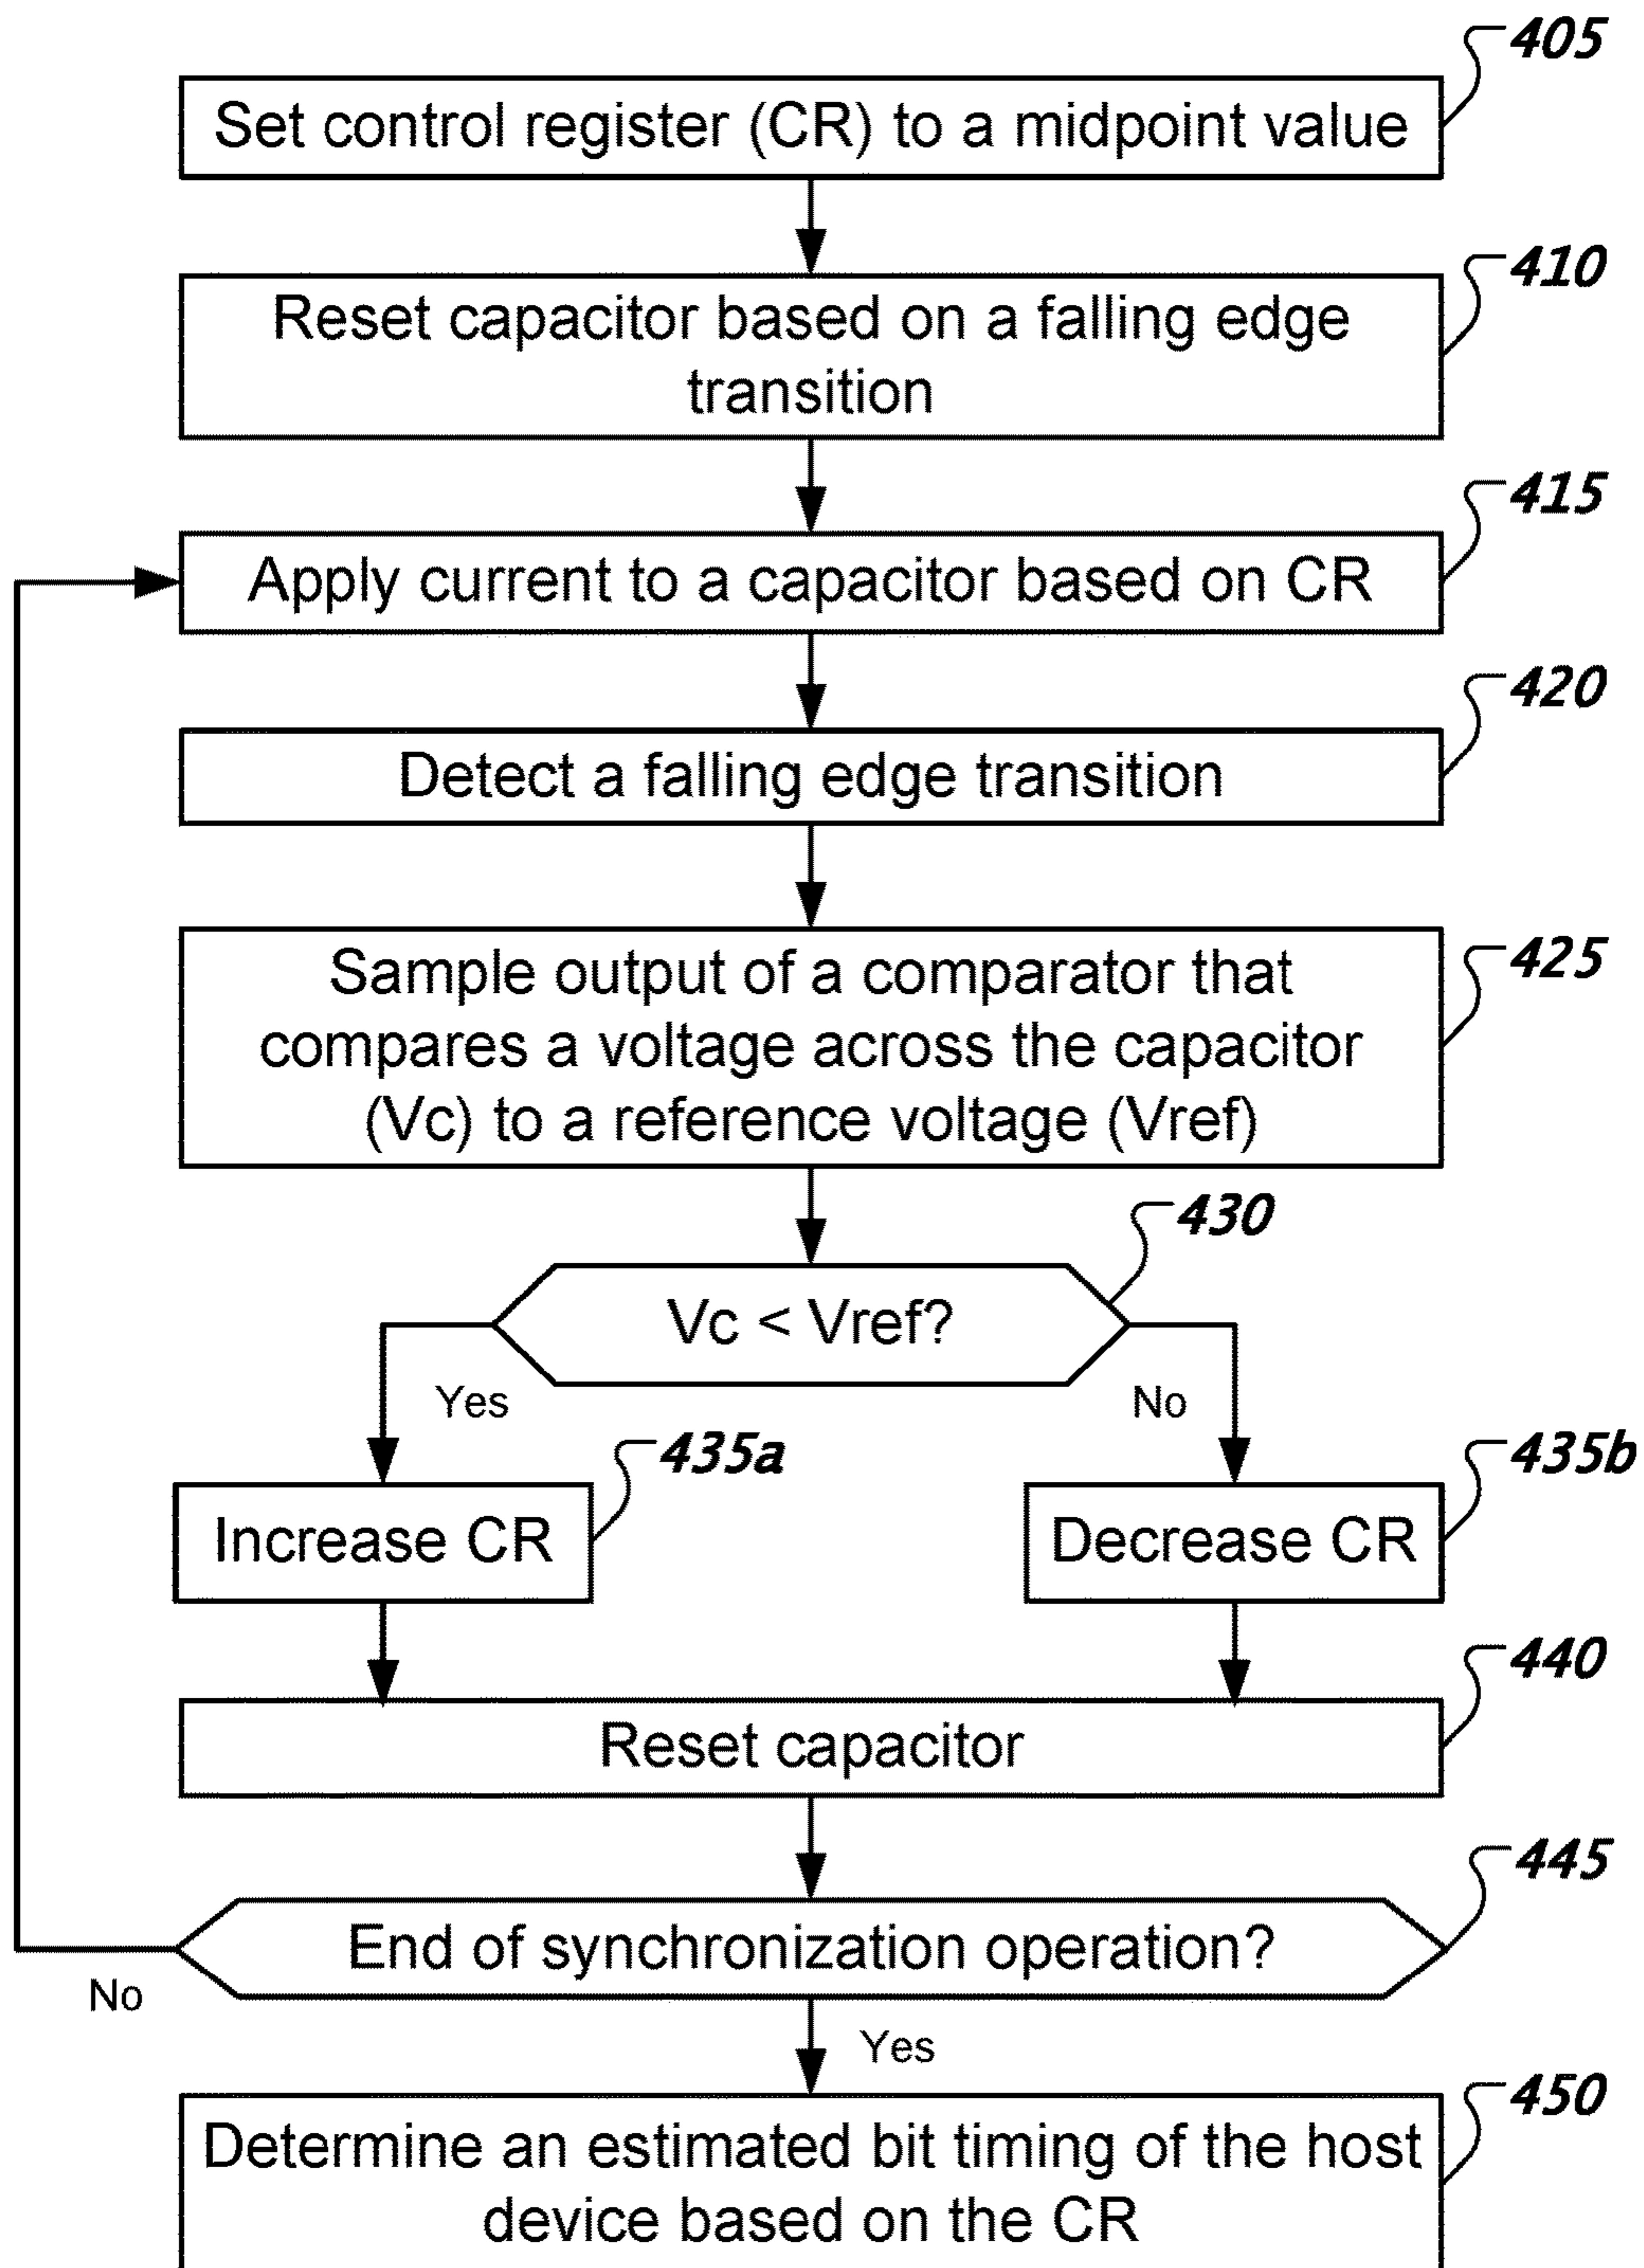 405
Set control register (CR) to a midpoint value
410
Reset capacitor based on a falling edge
transition
415
Apply current to a capacitor based on CR
420
Detect a falling edge transition
425
Sample output of a comparator that
compares a voltage across the capacitor
(Vc) to a reference voltage (Vref)
430
Vc < Vref?
Yes
No
435a
435b
Increase CR
Decrease CR
440
Reset capacitor
445
End of synchronization operation?
No
Yes
450
Determine an estimated bit timing of the host
device based on the CR